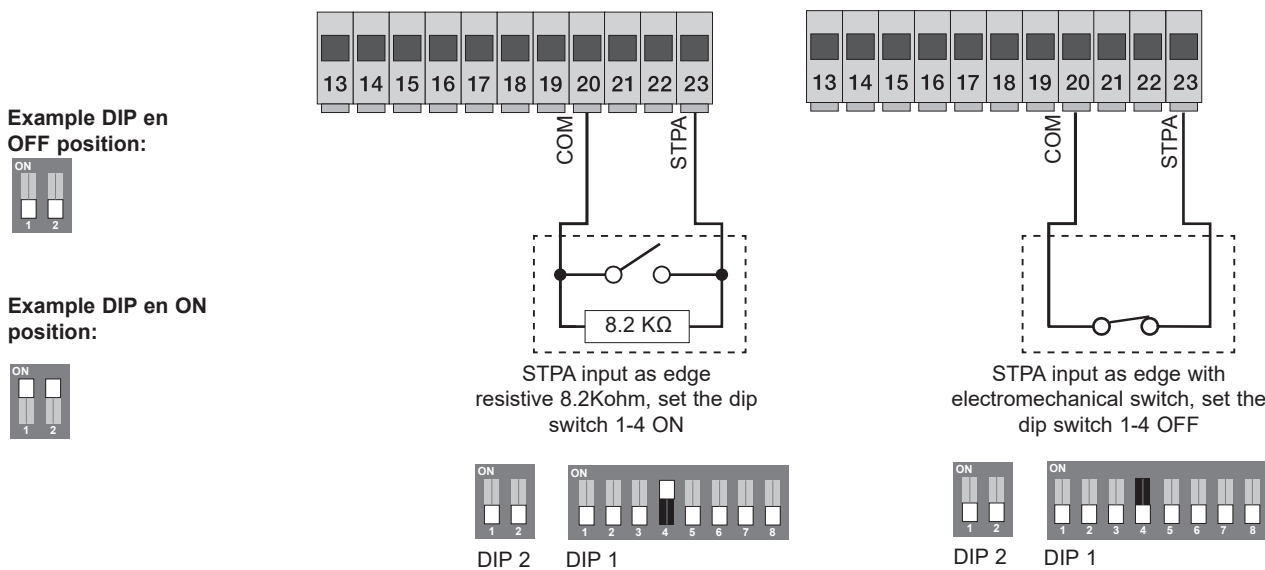 Example DIP en
OFF position:
ON
1 2
Example DIP en ON
position:
ON
1 2
13 14 15 16 17 18 19 20 21 22 23
COM
STPA
8.2 KΩ
STPA input as edge
resistive 8.2Kohm, set the dip
switch 1-4 ON
ON
1 2
DIP 2
ON
1 2 3 4 5 6 7 8
DIP 1
13 14 15 16 17 18 19 20 21 22 23
COM
STPA
STPA input as edge with
electromechanical switch, set the
dip switch 1-4 OFF
ON
1 2
DIP 2
ON
1 2 3 4 5 6 7 8
DIP 1